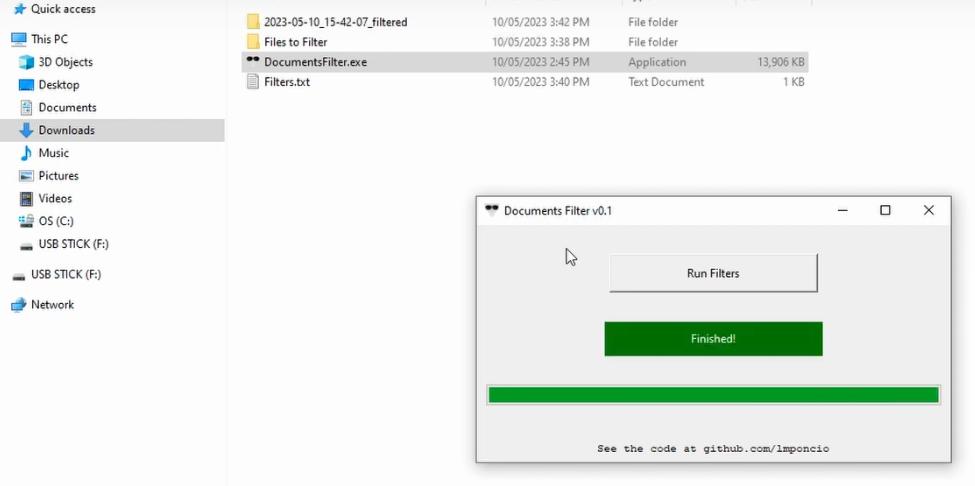 Quick access
This PC
3D Objects
Desktop
Documents
Downloads
Music
Pictures
Videos
OS (C:)
USB STICK (F:)
USB STICK (F:)
Network
2023-05-10_15-42-07_filtered 10/05/2023 3:42 PM File folder
Files to Filter 10/05/2023 3:38 PM File folder
DocumentsFilter.exe 10/05/2023 2:45 PM Application 13,906 KB
Filters.txt 10/05/2023 3:40 PM Text Document 1 KB
Documents Filter v0.1
Run Filters
Finished!
See the code at github.com/lmponcio